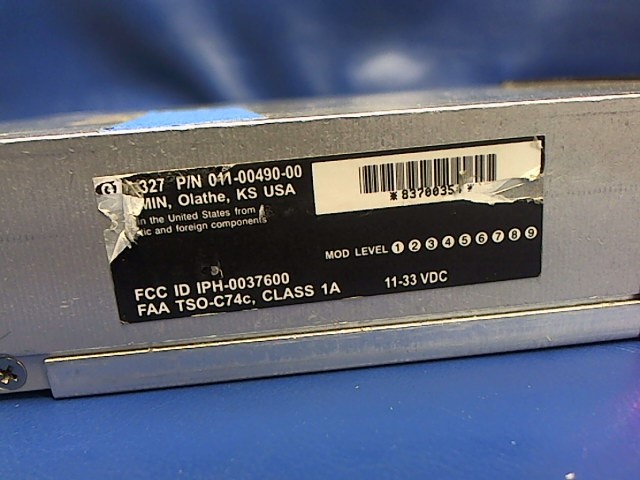 327 P/N 011-00490-00
MIN, Olathe, KS USA
in the United States from
ic and foreign components
*8370035
MOD LEVEL 1 2 3 4 5 6 7 8 9
FCC ID IPH-0037600
FAA TSO-C74c, CLASS 1A
11-33 VDC